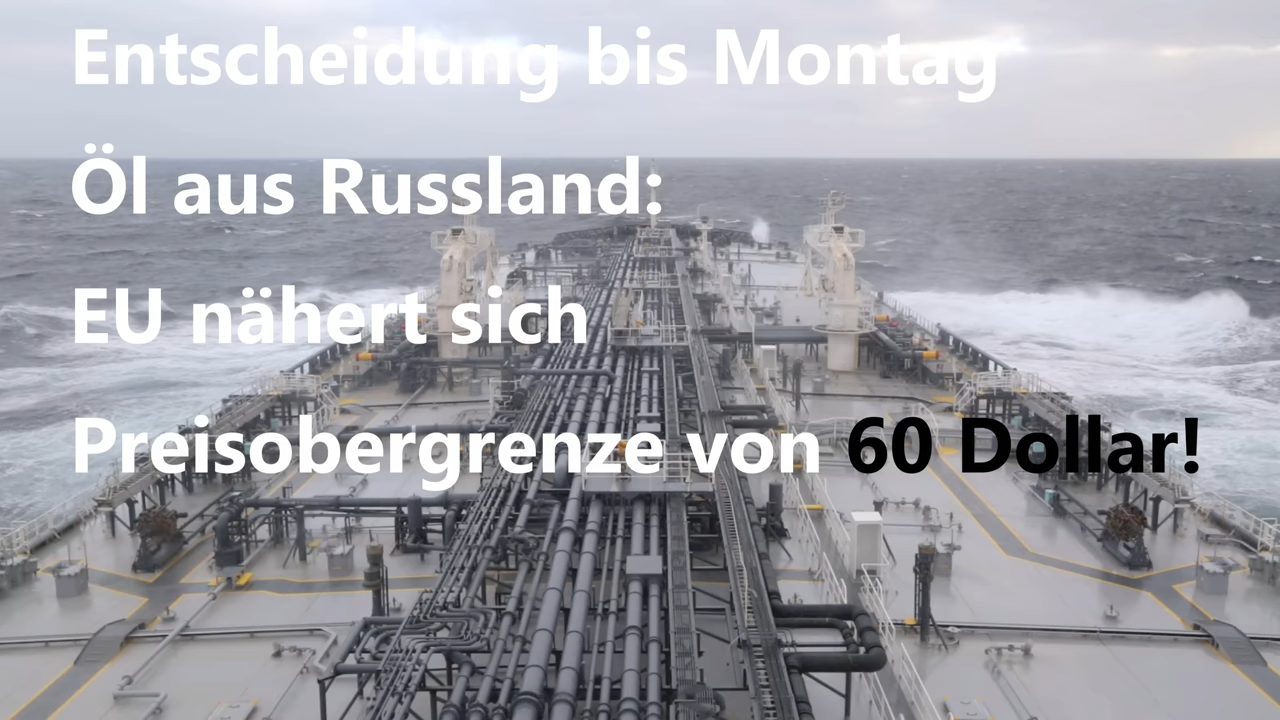 Entscheidung bis Montag
Öl aus Russland:
EU nähert sich
Preisobergrenze von 60 Dollar!